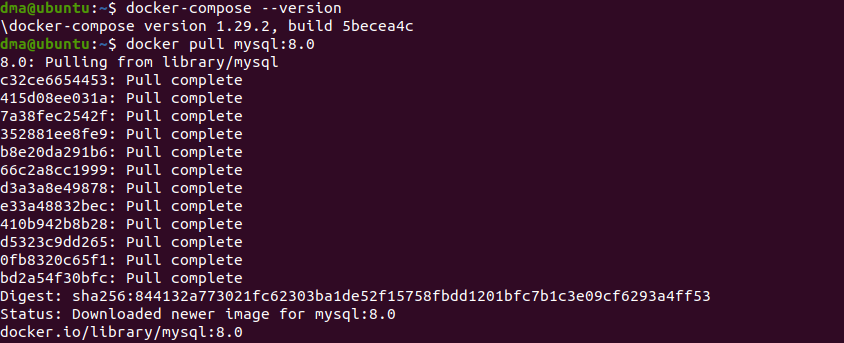 dma@ubuntu:~$ docker-compose --version
\docker-compose version 1.29.2, build 5becea4c
dma@ubuntu:~$ docker pull mysql:8.0
8.0: Pulling from library/mysql
c32ce6654453: Pull complete
415d08ee031a: Pull complete
7a38fec2542f: Pull complete
352881ee8fe9: Pull complete
b8e20da291b6: Pull complete
66c2a8cc1999: Pull complete
d3a3a8e49878: Pull complete
e33a48832bec: Pull complete
410b942b8b28: Pull complete
d5323c9dd265: Pull complete
0fb8320c65f1: Pull complete
bd2a54f30bfc: Pull complete
Digest: sha256:844132a773021fc62303ba1de52f15758fbdd1201bfc7b1c3e09cf6293a4ff53
Status: Downloaded newer image for mysql:8.0
docker.io/library/mysql:8.0